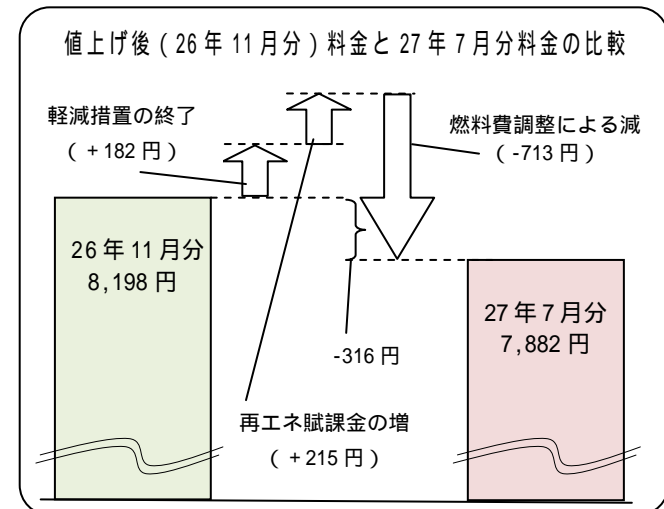 値上げ後（26年11月分）料金と27年7月分料金の比較
軽減措置の終了
（+182円）
燃料費調整による減
（-713円）
26年11月分
8,198円
27年7月分
7,882円
-316円
再エネ賦課金の増
（+215円）